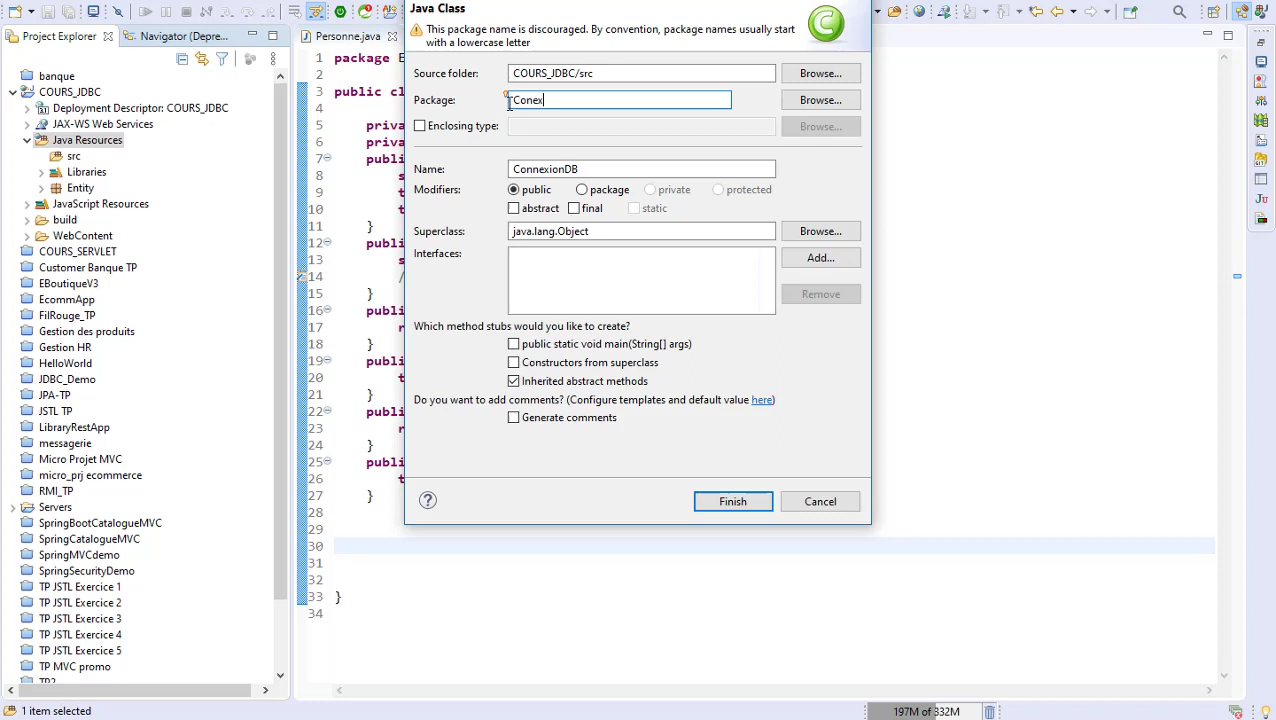 Java Class
This package name is discouraged. By convention, package names usually start
with a lowercase letter
Project Explorer
Navigator (Depre...
Personne.java
banque
COURS_JDBC
Deployment Descriptor: COURS_JDBC
JAX-WS Web Services
Java Resources
src
Libraries
Entity
JavaScript Resources
build
WebContent
COURS_SERVLET
Customer Banque TP
EBoutiqueV3
EcommApp
FilRouge_TP
Gestion des produits
Gestion HR
HelloWorld
JDBC_Demo
JPA-TP
JSTL TP
LibraryRestApp
messagerie
Micro Projet MVC
micro_prj ecommerce
RMI_TP
Servers
SpringBootCatalogueMVC
SpringCatalogueMVC
SpringMVCdemo
SpringSecurityDemo
TP JSTL Exercice 1
TP JSTL Exercice 2
TP JSTL Exercice 3
TP JSTL Exercice 4
TP JSTL Exercice 5
TP MVC promo
TP2
1 package E
2
3 public cl
4
5 priva
6 priva
7 publi
8 s
9 t
10 t
11 }
12 publi
13 s
14 /
15 }
16 publi
17 r
18 }
19 publi
20 t
21 }
22 publi
23 r
24 }
25 publi
26 t
27 }
28
29
30
31
32
33 }
34
Source folder: COURS_JDBC/src Browse...
Package: Conex Browse...
Enclosing type: Browse...
Name: ConnexionDB
Modifiers: public package private protected
abstract final static
Superclass: java.lang.Object Browse...
Interfaces: Add...
Remove
Which method stubs would you like to create?
public static void main(String[] args)
Constructors from superclass
Inherited abstract methods
Do you want to add comments? (Configure templates and default value here)
Generate comments
Finish Cancel
1 item selected
197M of 332M